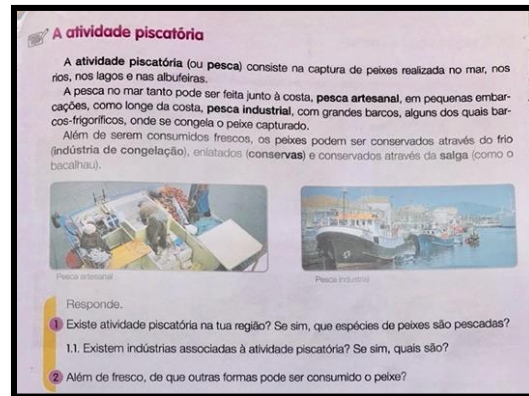 A atividade piscatória
A atividade piscatória (ou pesca) consiste na captura de peixes realizada no mar, nos
rios, nos lagos e nas albufeiras.
A pesca no mar tanto pode ser feita junto à costa, pesca artesanal, em pequenas embar-
cações, como longe da costa, pesca industrial, com grandes barcos, alguns dos quais bar-
cos-frigoríficos, onde se congela o peixe capturado.
Além de serem consumidos frescos, os peixes podem ser conservados através do frio
(indústria de congelação), enlatados (conservas) e conservados através da salga (como o
bacalhau).
Pesca artesanal
Pesca industrial
Responde.
1 Existe atividade piscatória na tua região? Se sim, que espécies de peixes são pescadas?
1.1. Existem indústrias associadas à atividade piscatória? Se sim, quais são?
2 Além de fresco, de que outras formas pode ser consumido o peixe?